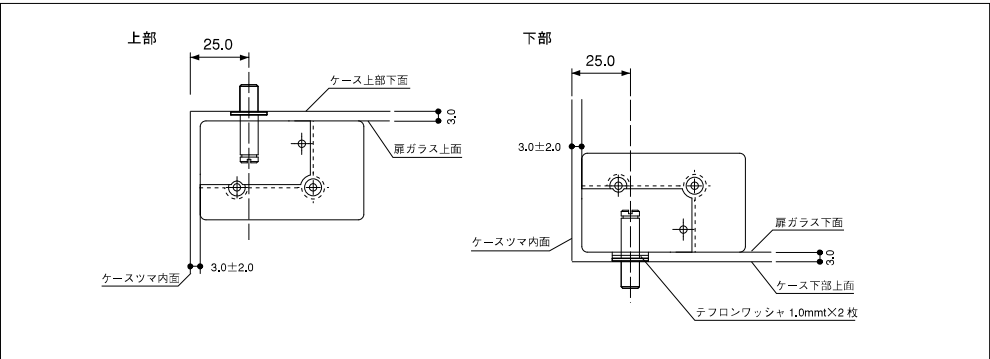 上部
25.0
ケース上部下面
3.0
扉ガラス上面
3.0±2.0
ケースツマ内面
下部
25.0
3.0±2.0
扉ガラス下面
ケースツマ内面
3.0
ケース下部上面
テフロンワッシャ1.0mmt×2枚